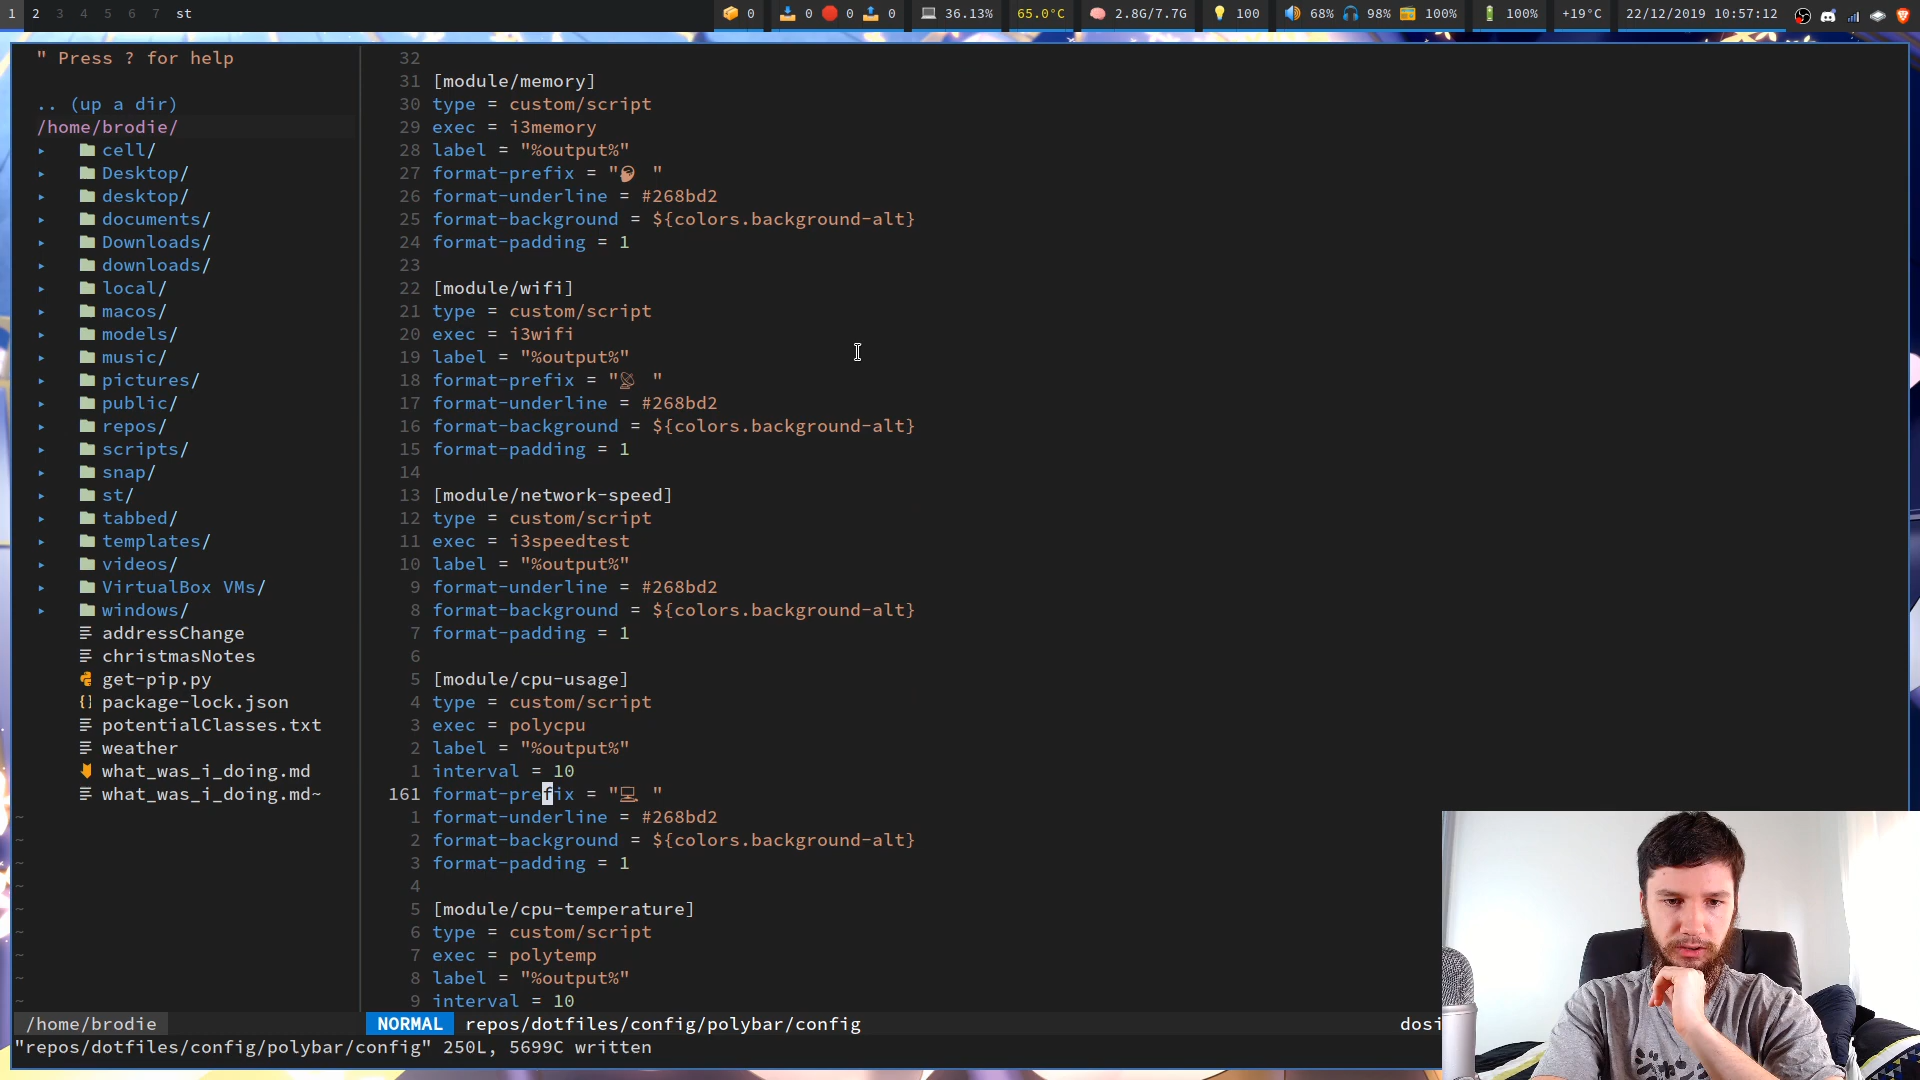 1 2 3 4 5 6 7 st 📦 0 📥 0 🛑 0 📤 0 💻 36.13% 65.0°C 🧠 2.8G/7.7G 💡 100 🔊 68% 🎧 98% 📻 100% 🔋 100% +19°C 22/12/2019 10:57:12
" Press ? for help
.. (up a dir)
/home/brodie/
▸ cell/
▸ Desktop/
▸ desktop/
▸ documents/
▸ Downloads/
▸ downloads/
▸ local/
▸ macos/
▸ models/
▸ music/
▸ pictures/
▸ public/
▸ repos/
▸ scripts/
▸ snap/
▸ st/
▸ tabbed/
▸ templates/
▸ videos/
▸ VirtualBox VMs/
▸ windows/
addressChange
christmasNotes
get-pip.py
{} package-lock.json
potentialClasses.txt
weather
what_was_i_doing.md
what_was_i_doing.md~
~
~
~
~
~
~
~
~
~
/home/brodie
32
31 [module/memory]
30 type = custom/script
29 exec = i3memory
28 label = "%output%"
27 format-prefix = "🧠 "
26 format-underline = #268bd2
25 format-background = ${colors.background-alt}
24 format-padding = 1
23
22 [module/wifi]
21 type = custom/script
20 exec = i3wifi
19 label = "%output%"
18 format-prefix = "📡 "
17 format-underline = #268bd2
16 format-background = ${colors.background-alt}
15 format-padding = 1
14
13 [module/network-speed]
12 type = custom/script
11 exec = i3speedtest
10 label = "%output%"
9 format-underline = #268bd2
8 format-background = ${colors.background-alt}
7 format-padding = 1
6
5 [module/cpu-usage]
4 type = custom/script
3 exec = polycpu
2 label = "%output%"
1 interval = 10
161 format-prefix = "💻 "
1 format-underline = #268bd2
2 format-background = ${colors.background-alt}
3 format-padding = 1
4
5 [module/cpu-temperature]
6 type = custom/script
7 exec = polytemp
8 label = "%output%"
9 interval = 10
NORMAL repos/dotfiles/config/polybar/config dosi
"repos/dotfiles/config/polybar/config" 250L, 5699C written